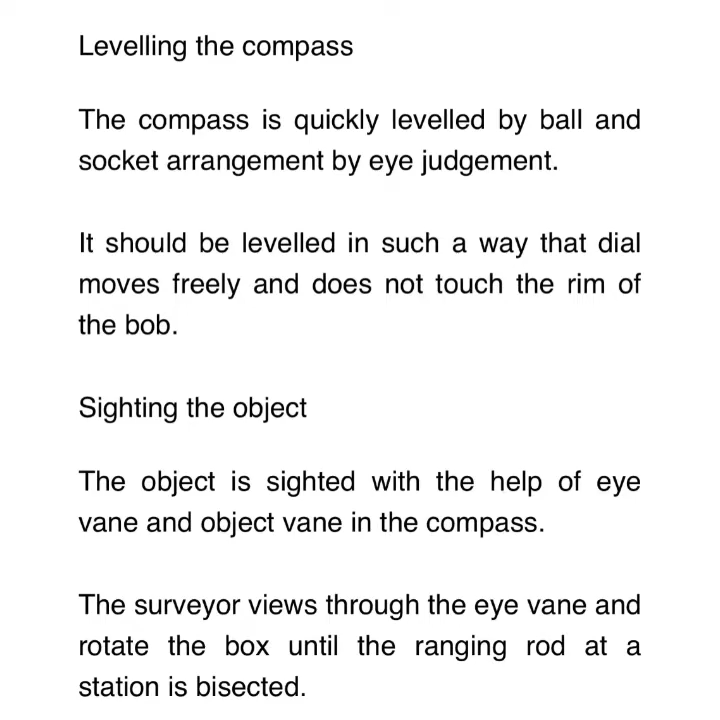 Levelling the compass
The compass is quickly levelled by ball and
socket arrangement by eye judgement.
It should be levelled in such a way that dial
moves freely and does not touch the rim of
the bob.
Sighting the object
The object is sighted with the help of eye
vane and object vane in the compass.
The surveyor views through the eye vane and
rotate the box until the ranging rod at a
station is bisected.